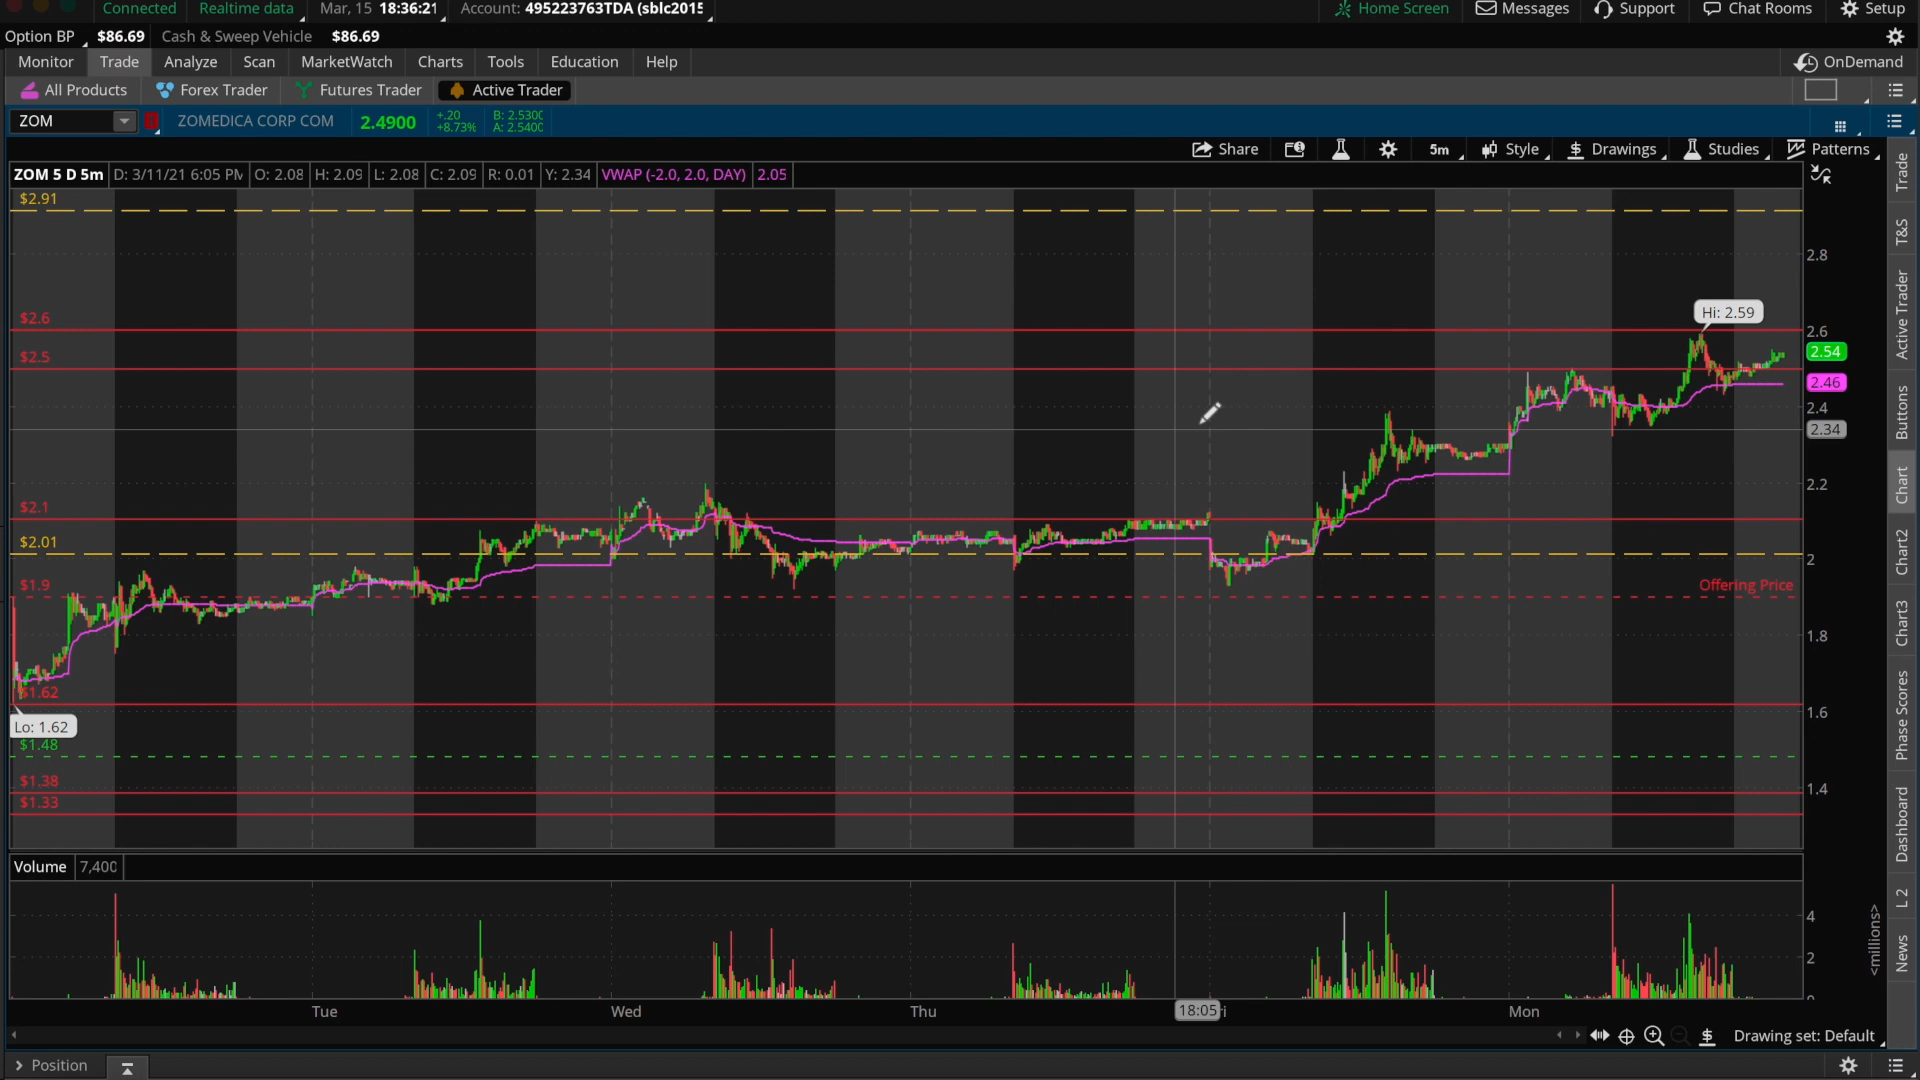 Connected Realtime data Mar, 15 18:36:21 Account: 495223763TDA (sblc2015 Home Screen Messages Support Chat Rooms Setup
Option BP $86.69 Cash & Sweep Vehicle $86.69
Monitor Trade Analyze Scan MarketWatch Charts Tools Education Help OnDemand
All Products Forex Trader Futures Trader Active Trader
ZOM ZOMEDICA CORP COM 2.4900 +.20 B: 2.5300
+8.73% A: 2.5400
Share 5m Style Drawings Studies Patterns
ZOM 5 D 5m D: 3/11/21 6:05 PM O: 2.08 H: 2.09 L: 2.08 C: 2.09 R: 0.01 Y: 2.34 VWAP (-2.0, 2.0, DAY) 2.05
$2.91
2.8
Hi: 2.59
$2.6
2.6
$2.5
2.54
2.46
2.4
2.34
2.2
$2.1
$2.01
2
$1.9
Offering Price
1.8
$1.62
1.6
Lo: 1.62
$1.48
$1.38
1.4
$1.33
Volume 7,400
4
2
0
<millions>
Tue Wed Thu 18:05 ri Mon
Drawing set: Default
Position
Trade
T&S
Active Trader
Buttons
Chart
Chart2
Chart3
Phase Scores
Dashboard
L 2
News